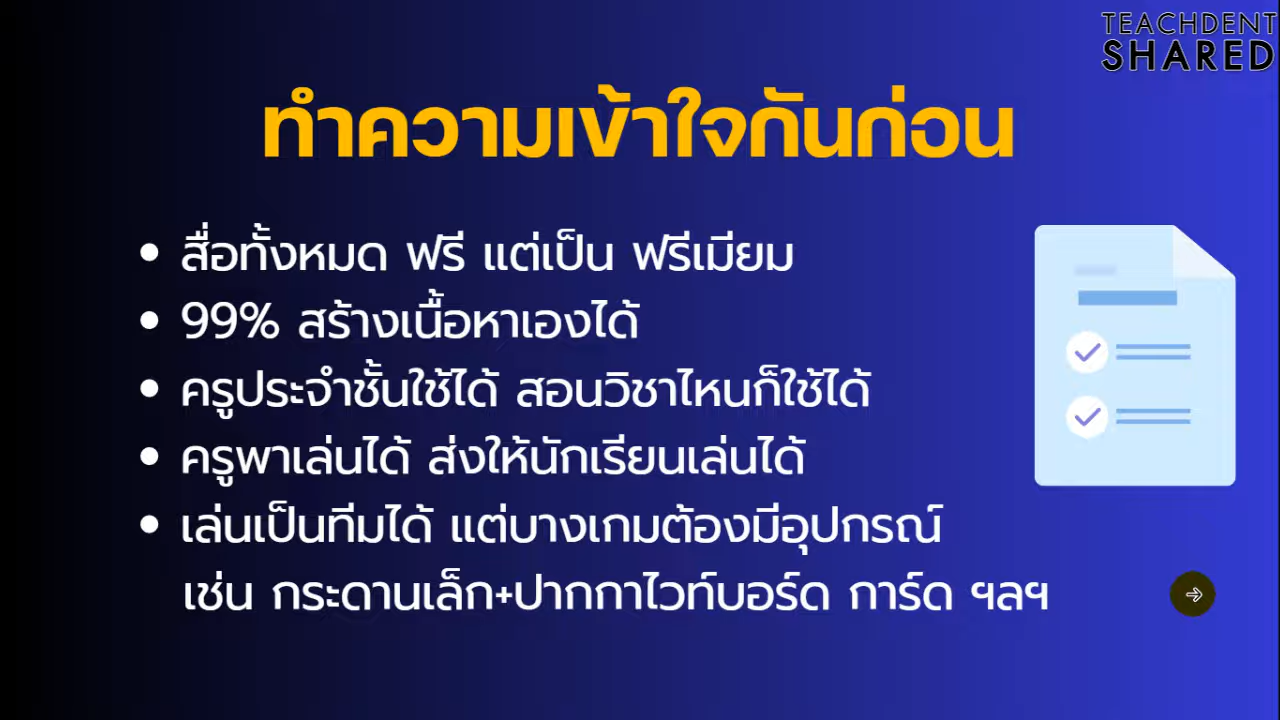 TEACHDENT
SHARED
ทำความเข้าใจกันก่อน
• สื่อทั้งหมด ฟรี แต่เป็น ฟรีเมียม
• 99% สร้างเนื้อหาเองได้
• ครูประจำชั้นใช้ได้ สอนวิชาไหนก็ใช้ได้
• ครูพาเล่นได้ ส่งให้นักเรียนเล่นได้
• เล่นเป็นทีมได้ แต่บางเกมต้องมีอุปกรณ์
เช่น กระดานเล็ก+ปากกาไวท์บอร์ด การ์ด ฯลฯ